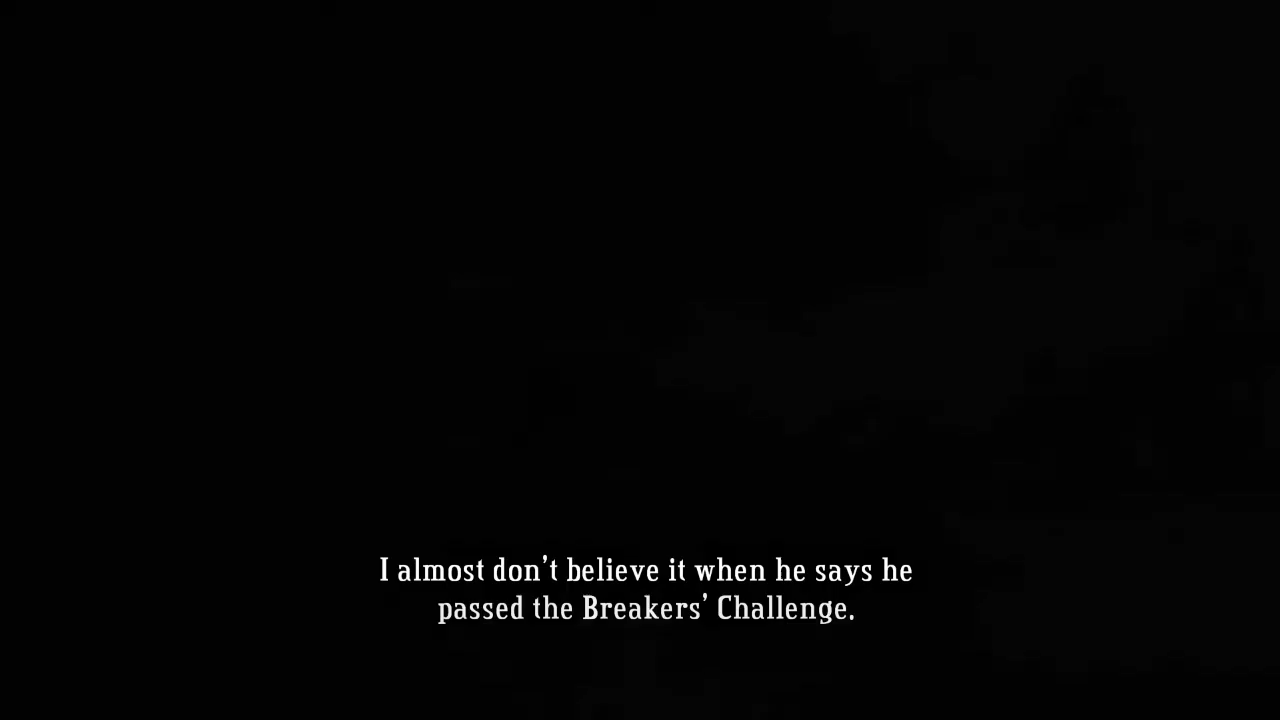 I almost don't believe it when he says he
passed the Breakers' Challenge.